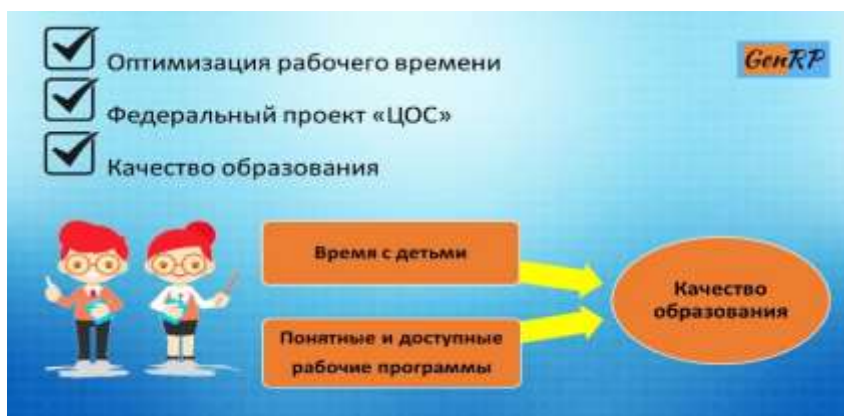 Оптимизация рабочего времени
GenRP
Федеральный проект «ЦОС»
Качество образования
Время с детьми
Качество
образования
Понятные и доступные
рабочие программы